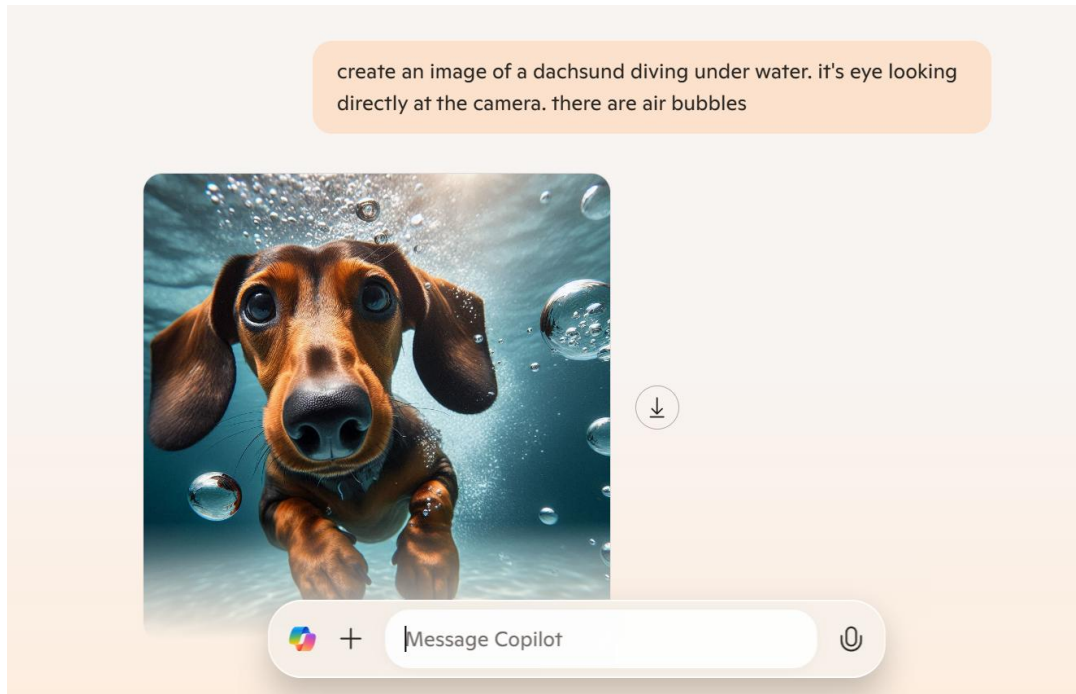 create an image of a dachsund diving under water. it's eye looking
directly at the camera. there are air bubbles
Message Copilot